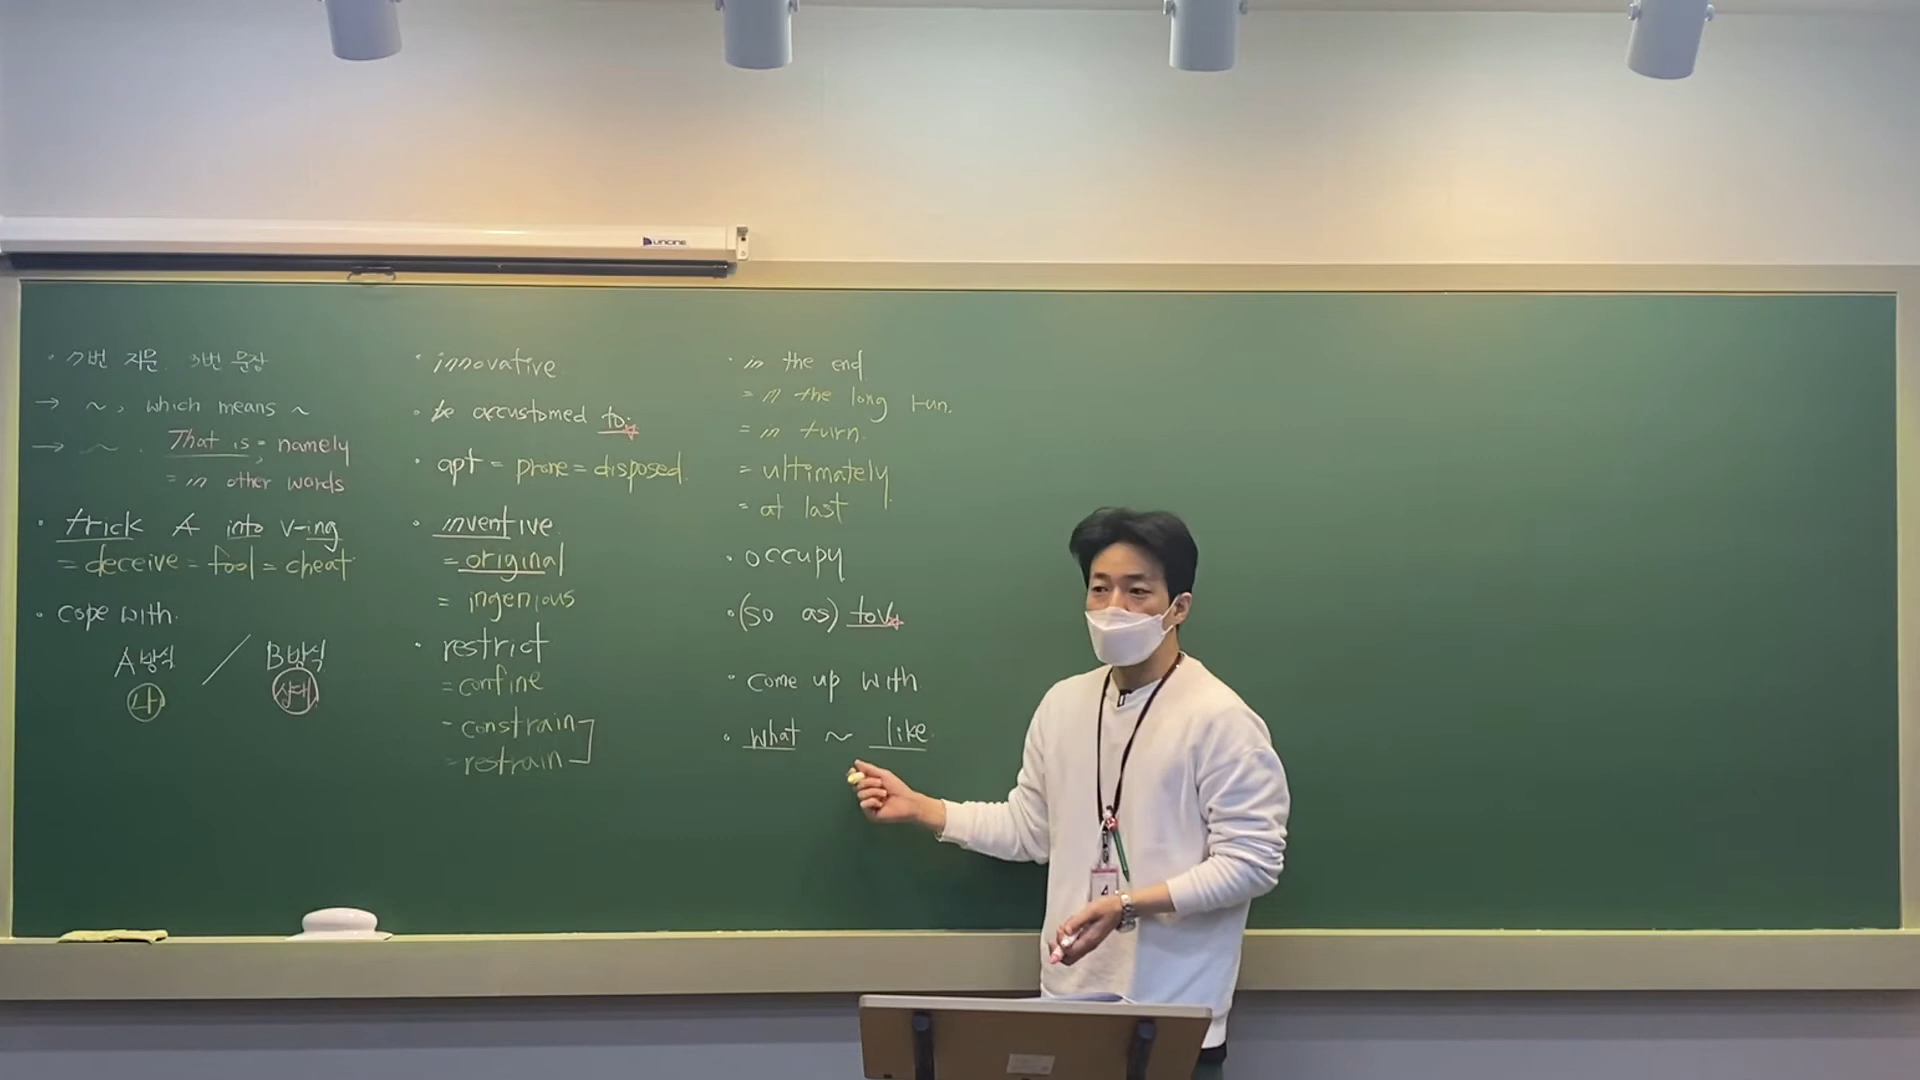 UNCINE
· 7번 지문. 3번 문장
→ ~, which means ~
→ ~. That is; namely
= in other words
· trick A into v-ing
= deceive = fool = cheat
· cope with.
A방식 / B방식
나 상대
· innovative
· be accustomed to
· apt = prone = disposed.
· inventive.
= original
= ingenious
· restrict
= confine
- constrain
= restrain
· in the end
= in the long run.
= in turn.
= ultimately
= at last
· occupy
· (so as) to v
· come up with.
· what ~ like